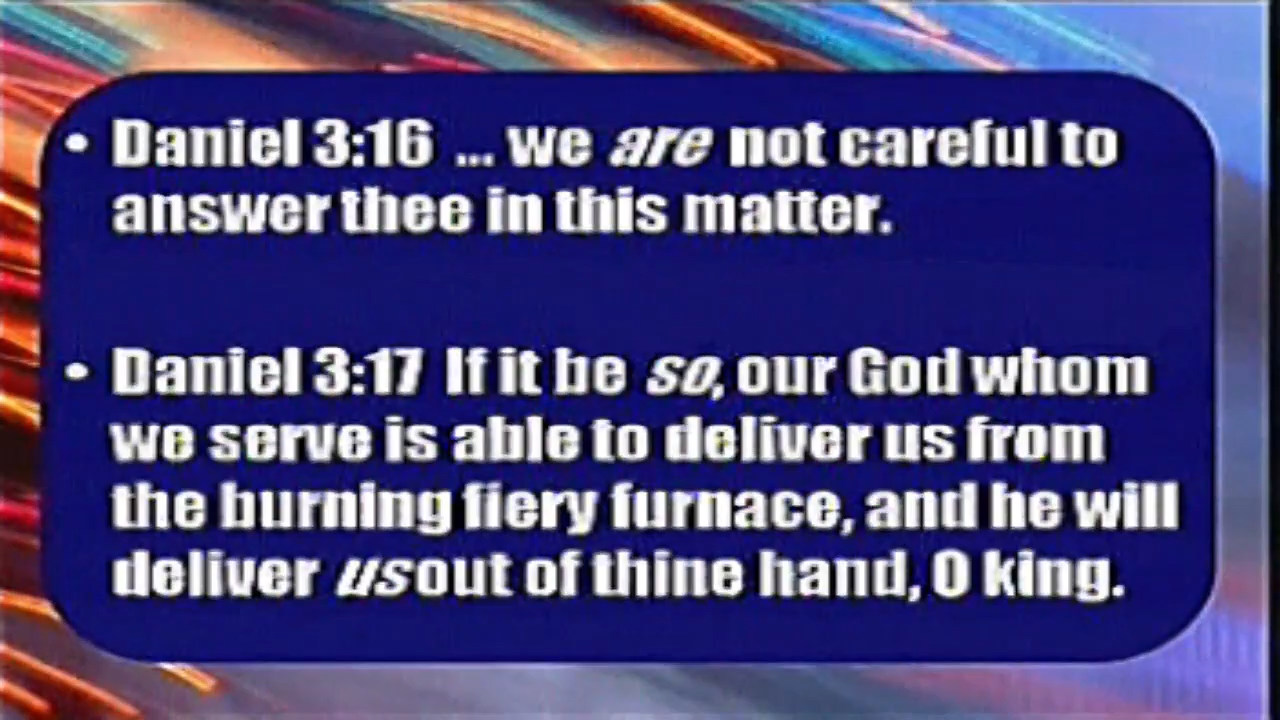 • Daniel 3:16 ... we are not careful to
answer thee in this matter.
• Daniel 3:17 If it be so, our God whom
we serve is able to deliver us from
the burning fiery furnace, and he will
deliver us out of thine hand, O king.